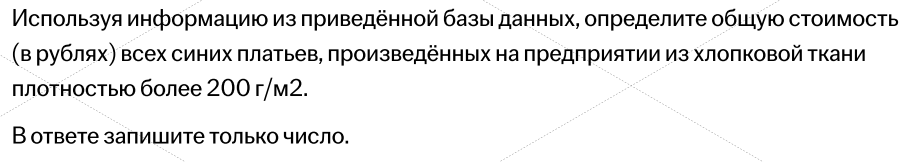 Используя информацию из приведённой базы данных, определите общую стоимость
(в рублях) всех синих платьев, произведённых на предприятии из хлопковой ткани
плотностью более 200 г/м2.
В ответе запишите только число.